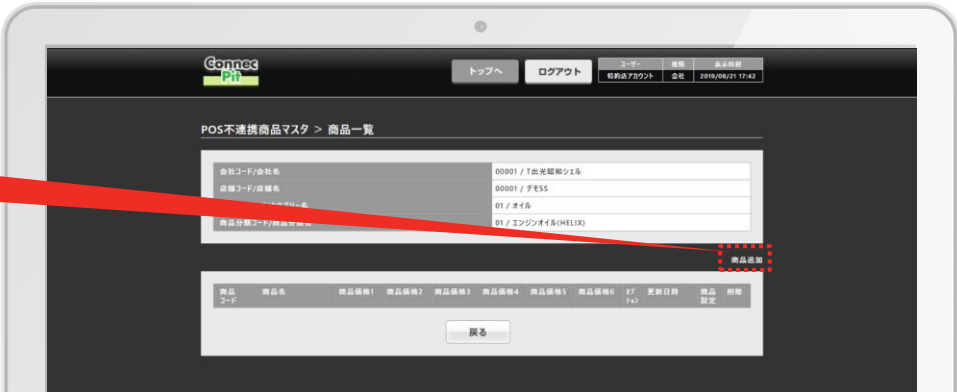 Connec
Pit
トップへ
ログアウト
ユーザー 権限 表示時刻
特約店アカウント 会社 2019/08/21 17:42
POS不連携商品マスタ > 商品一覧
会社コード/会社名 00001 / T出光昭和シェル
店舗コード/店舗名 00001 / デモSS
01 / オイル
商品分類コード/商品分類名 01 / エンジンオイル(HELIX)
商品追加
商品コード 商品名 商品価格1 商品価格2 商品価格3 商品価格4 商品価格5 商品価格6 オプション 更新日時 商品設定 削除
戻る